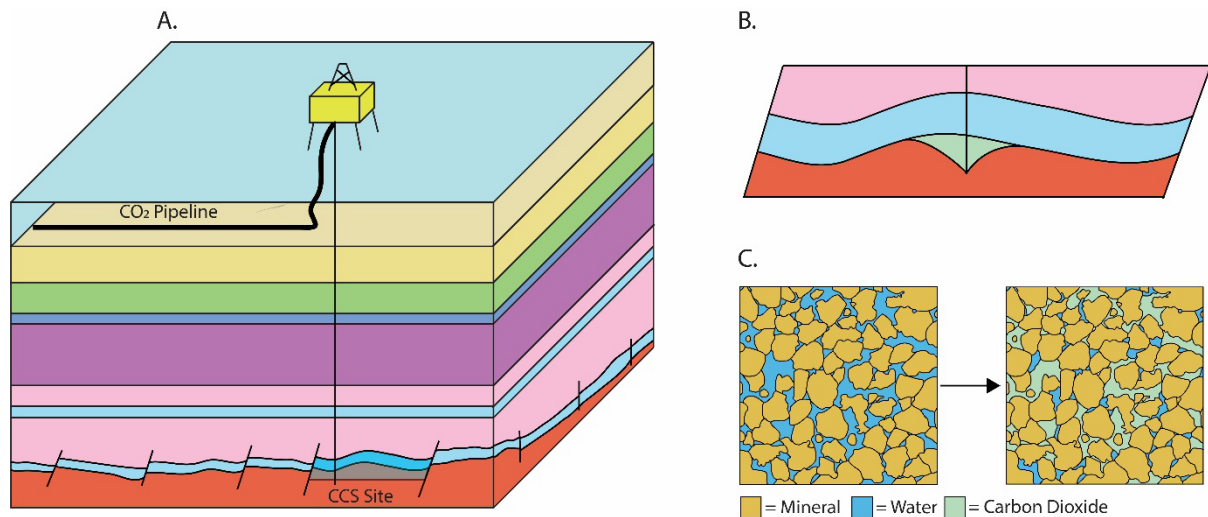 A.
CO₂ Pipeline
CCS Site
B.
C.
= Mineral = Water = Carbon Dioxide